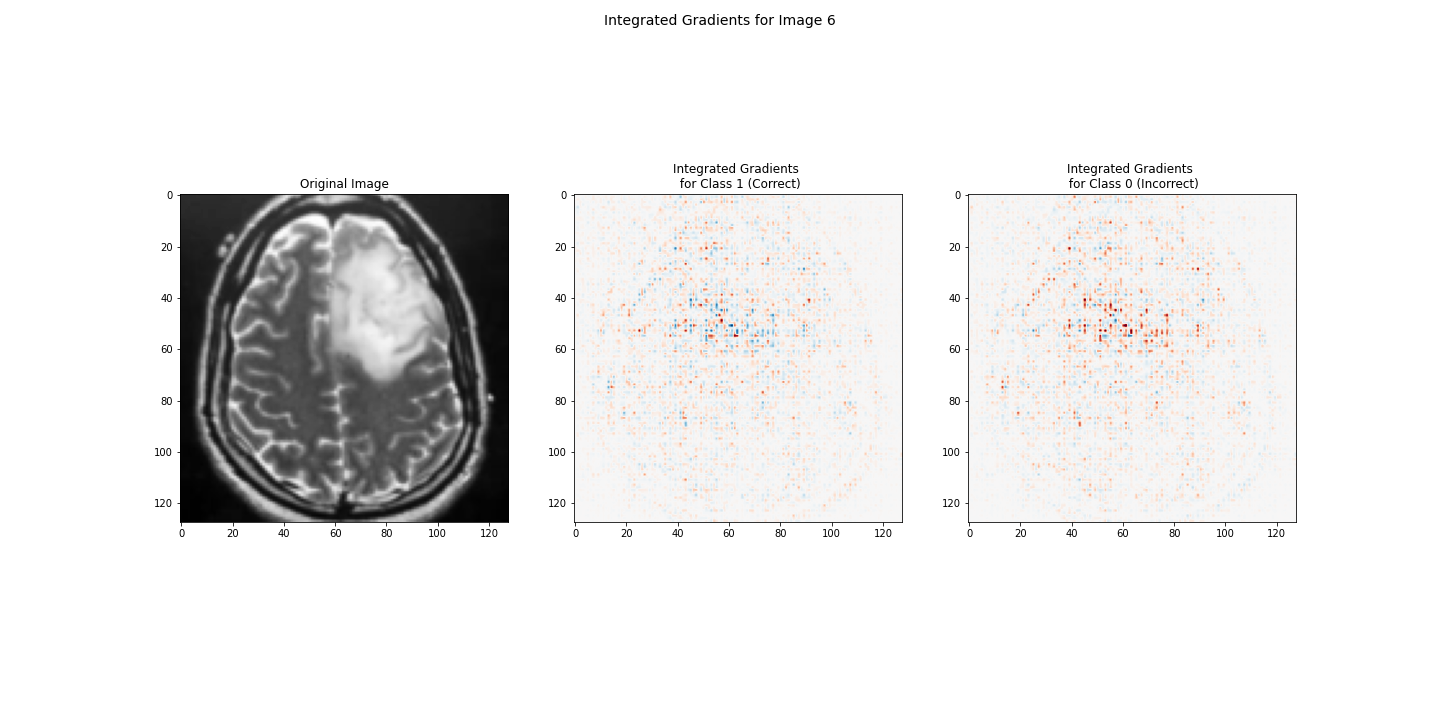 Integrated Gradients for Image 6
Original Image
0
20
40
60
80
100
120
0 20 40 60 80 100 120
Integrated Gradients
for Class 1 (Correct)
0
20
40
60
80
100
120
0 20 40 60 80 100 120
Integrated Gradients
for Class 0 (Incorrect)
0
20
40
60
80
100
120
0 20 40 60 80 100 120